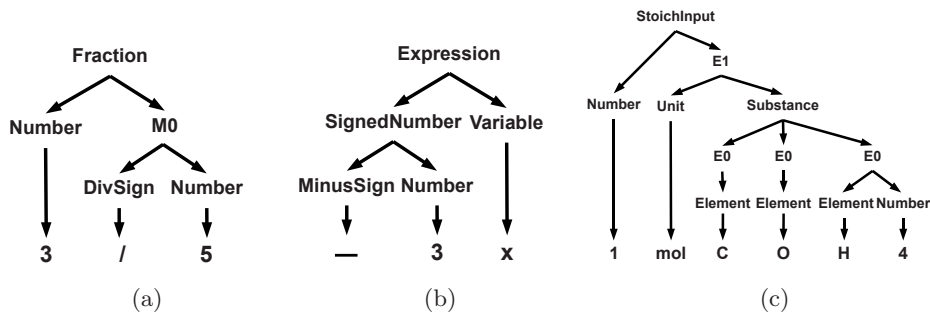 Fraction
Number M0
DivSign Number
3 / 5
(a)
Expression
SignedNumber Variable
MinusSign Number
— 3 x
(b)
StoichInput
E1
Number Unit Substance
E0 E0 E0
Element Element Element Number
1 mol C O H 4
(c)